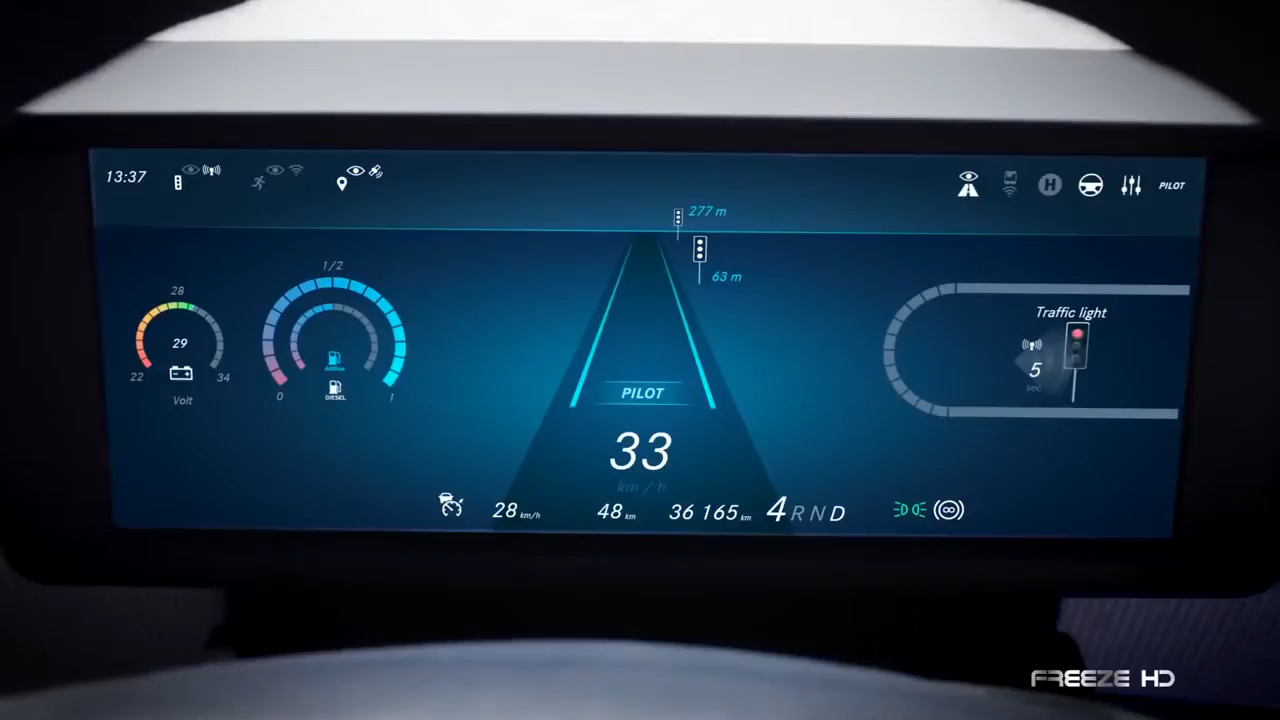 13:37
H
PILOT
277 m
63 m
1/2
28
29
22
34
Volt
AdBlue
DIESEL
0
1
Traffic light
5
sec
PILOT
33
km / h
28 km/h
48 km
36 165 km
4 R N D
FREEZE HD